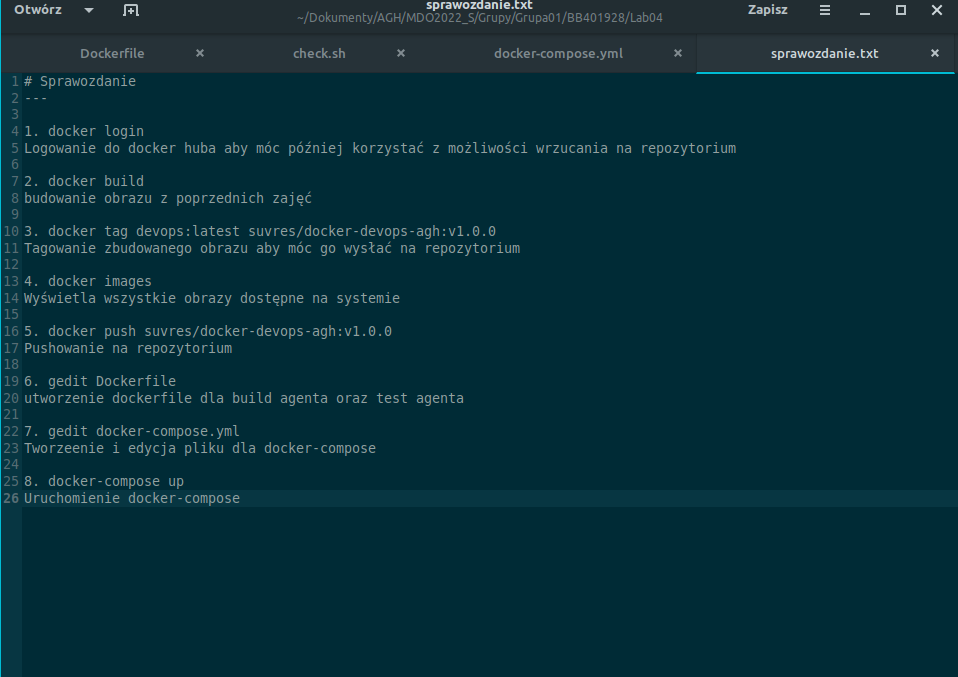 Otwórz
sprawozdanie.txt
~/Dokumenty/AGH/MDO2022_S/Grupy/Grupa01/BB401928/Lab04
Zapisz
Dockerfile
check.sh
docker-compose.yml
sprawozdanie.txt
1 # Sprawozdanie
2 ---
3
4 1. docker login
5 Logowanie do docker huba aby móc później korzystać z możliwości wrzucania na repozytorium
6
7 2. docker build
8 budowanie obrazu z poprzednich zajęć
9
10 3. docker tag devops:latest suvres/docker-devops-agh:v1.0.0
11 Tagowanie zbudowanego obrazu aby móc go wysłać na repozytorium
12
13 4. docker images
14 Wyświetla wszystkie obrazy dostępne na systemie
15
16 5. docker push suvres/docker-devops-agh:v1.0.0
17 Pushowanie na repozytorium
18
19 6. gedit Dockerfile
20 utworzenie dockerfile dla build agenta oraz test agenta
21
22 7. gedit docker-compose.yml
23 Tworzeenie i edycja pliku dla docker-compose
24
25 8. docker-compose up
26 Uruchomienie docker-compose